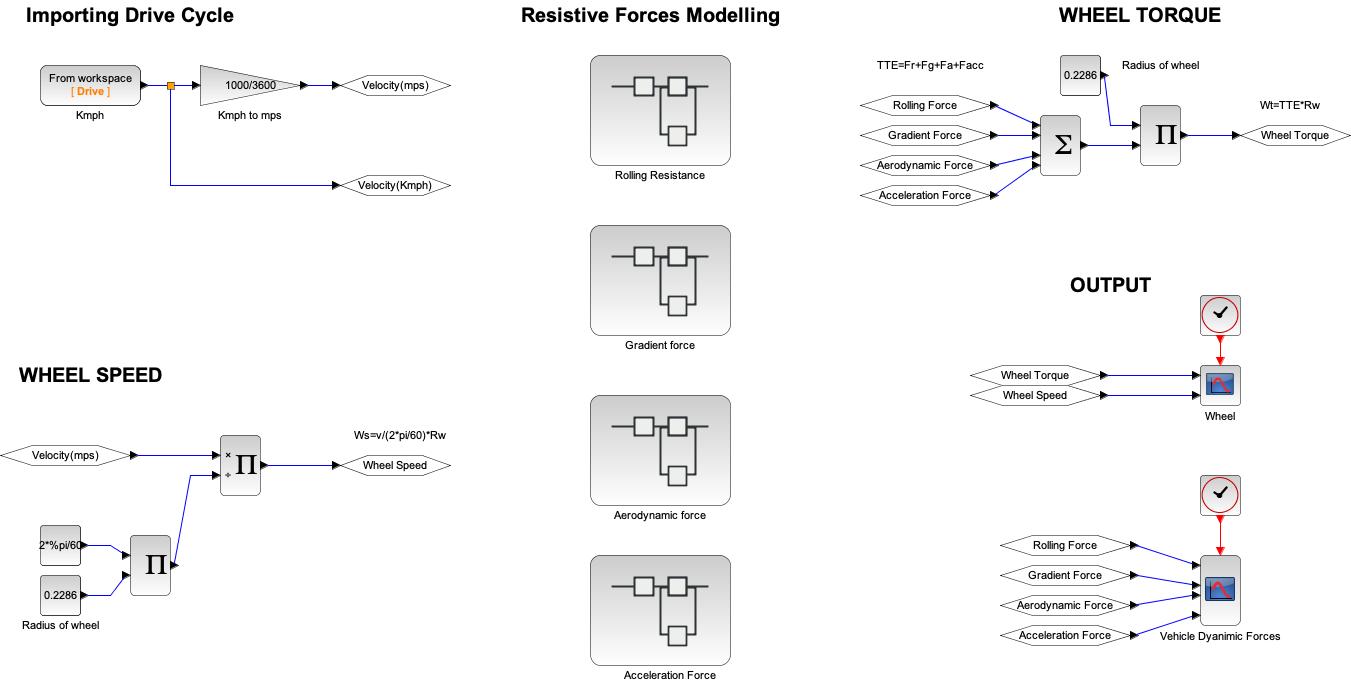 Importing Drive Cycle
From workspace
[ Drive ]
Kmph
1000/3600
Kmph to mps
Velocity(mps)
Velocity(Kmph)
WHEEL SPEED
Velocity(mps)
×
÷
Π
Ws=v/(2*pi/60)*Rw
Wheel Speed
2*%pi/60
0.2286
Radius of wheel
Π
Resistive Forces Modelling
Rolling Resistance
Gradient force
Aerodynamic force
Acceleration Force
WHEEL TORQUE
TTE=Fr+Fg+Fa+Facc
0.2286
Radius of wheel
Rolling Force
Gradient Force
Aerodynamic Force
Acceleration Force
Σ
Π
Wt=TTE*Rw
Wheel Torque
OUTPUT
Wheel Torque
Wheel Speed
Wheel
Rolling Force
Gradient Force
Aerodynamic Force
Acceleration Force
Vehicle Dyanimic Forces